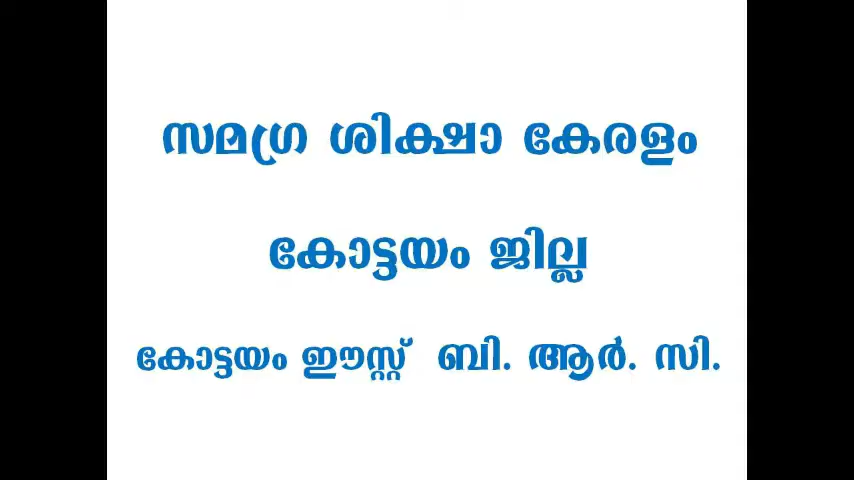 സമഗ്ര ശിക്ഷാ കേരളം
കോട്ടയം ജില്ല
കോട്ടയം ഈസ്റ്റ് ബി. ആർ. സി.